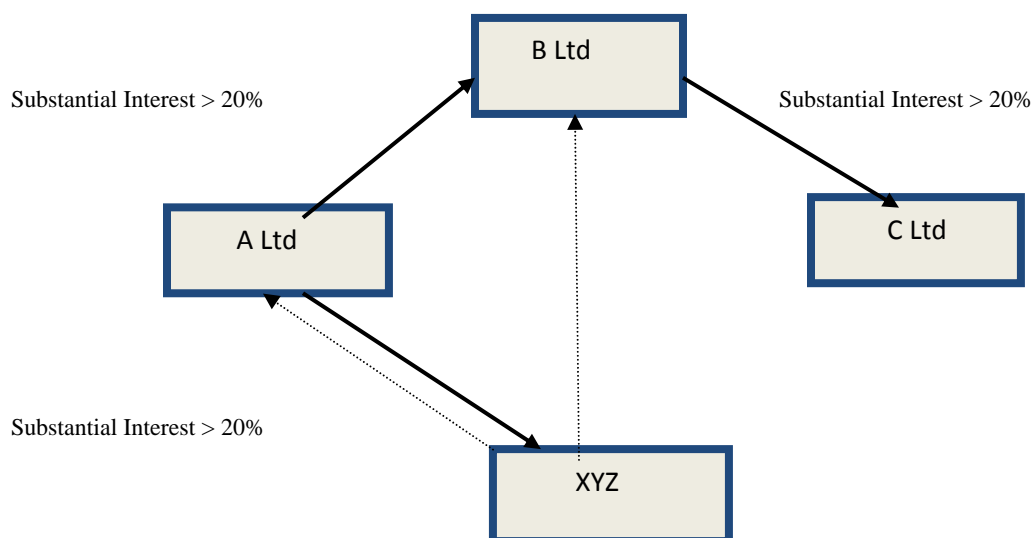 B Ltd
Substantial Interest > 20%
Substantial Interest > 20%
A Ltd
C Ltd
Substantial Interest > 20%
XYZ